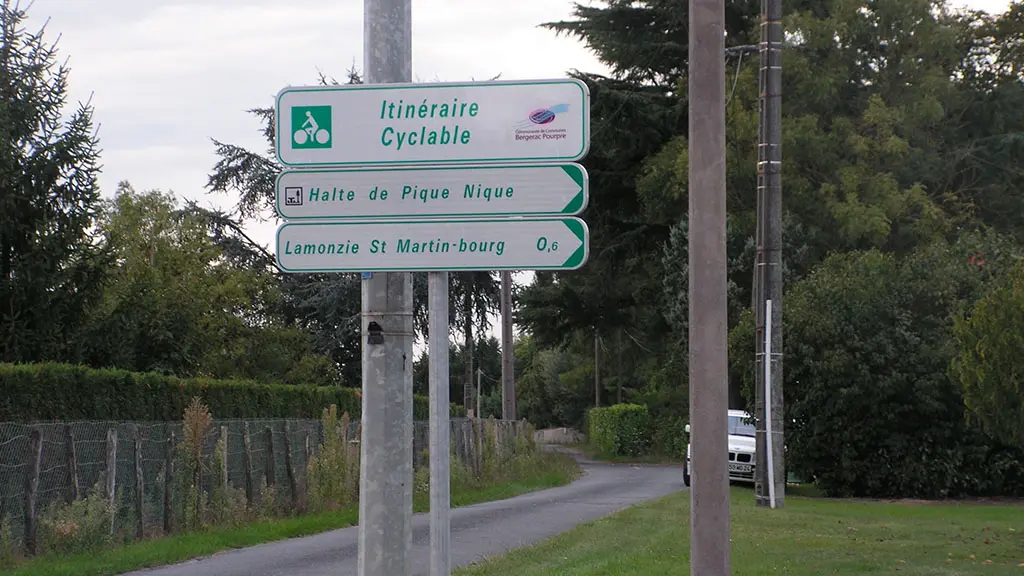 Itinéraire
Cyclable
Communauté de Communes
Bergerac Pourpre
Halte de Pique Nique
Lamonzie St Martin-bourg 0,6